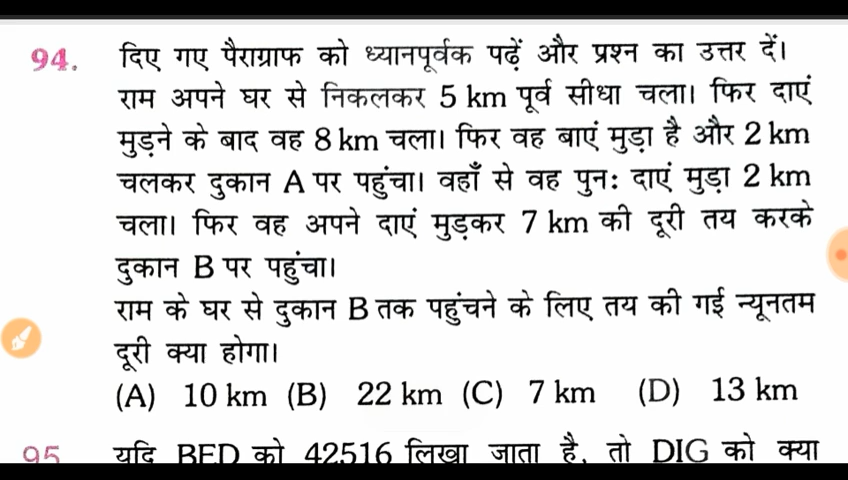 94. दिए गए पैराग्राफ को ध्यानपूर्वक पढ़ें और प्रश्न का उत्तर दें।
राम अपने घर से निकलकर 5 km पूर्व सीधा चला। फिर दाएं
मुड़ने के बाद वह 8 km चला। फिर वह बाएं मुड़ा है और 2 km
चलकर दुकान A पर पहुंचा। वहाँ से वह पुनः दाएं मुड़ा 2 km
चला। फिर वह अपने दाएं मुड़कर 7 km की दूरी तय करके
दुकान B पर पहुंचा।
राम के घर से दुकान B तक पहुंचने के लिए तय की गई न्यूनतम
दूरी क्या होगा।
(A) 10 km (B) 22 km (C) 7 km (D) 13 km
95 यदि BED को 42516 लिखा जाता है, तो DIG को क्या